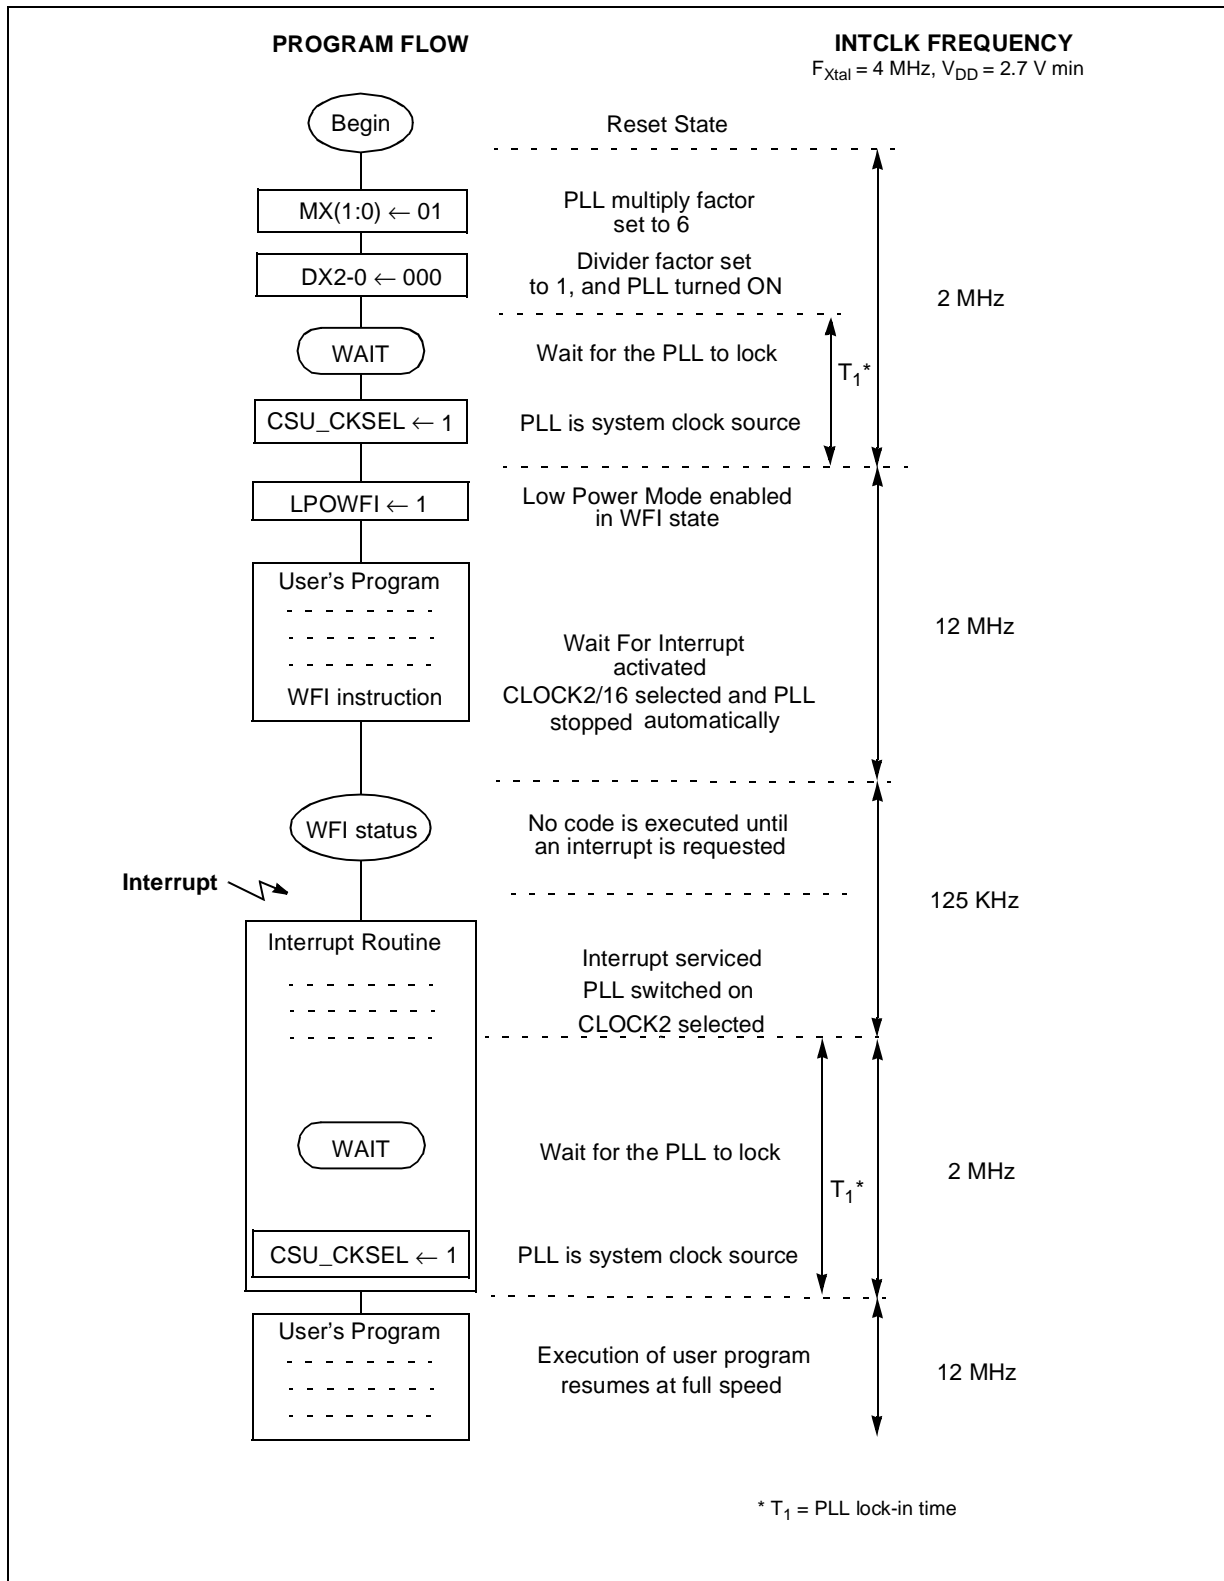 PROGRAM FLOW
INTCLK FREQUENCY
F_Xtal = 4 MHz, V_DD = 2.7 V min
Begin
Reset State
MX(1:0) ← 01
PLL multiply factor
set to 6
DX2-0 ← 000
Divider factor set
to 1, and PLL turned ON
2 MHz
WAIT
Wait for the PLL to lock
T1*
CSU_CKSEL ← 1
PLL is system clock source
LPOWFI ← 1
Low Power Mode enabled
in WFI state
User's Program
12 MHz
Wait For Interrupt
activated
WFI instruction
CLOCK2/16 selected and PLL
stopped automatically
WFI status
No code is executed until
an interrupt is requested
Interrupt
125 KHz
Interrupt Routine
Interrupt serviced
PLL switched on
CLOCK2 selected
WAIT
Wait for the PLL to lock
T1*
2 MHz
CSU_CKSEL ← 1
PLL is system clock source
User's Program
Execution of user program
resumes at full speed
12 MHz
* T1 = PLL lock-in time